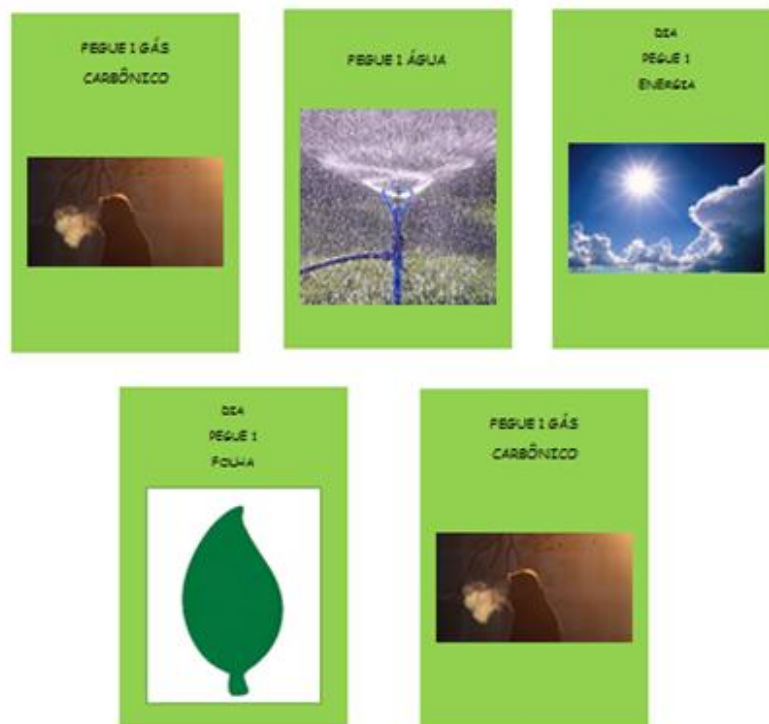 PEGUE 1 GÁS
CARBÔNICO
PEGUE 1 ÁGUA
DIA
PEGUE 1
ENERGIA
DIA
PEGUE 1
FOLHA
PEGUE 1 GÁS
CARBÔNICO